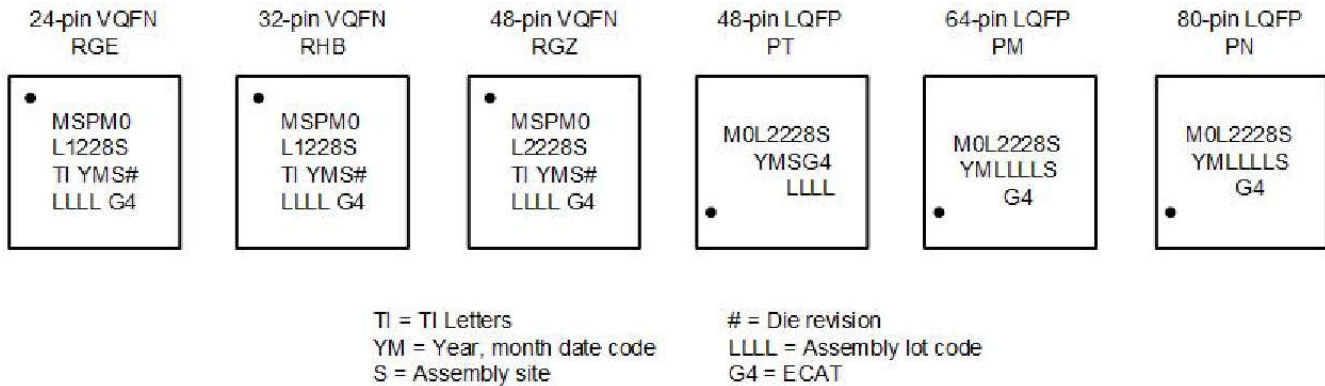 24-pin VQFN
RGE
32-pin VQFN
RHB
48-pin VQFN
RGZ
48-pin LQFP
PT
64-pin LQFP
PM
80-pin LQFP
PN
MSPM0
L1228S
TI YMS#
LLLL G4
MSPM0
L1228S
TI YMS#
LLLL G4
MSPM0
L2228S
TI YMS#
LLLL G4
M0L2228S
YMSG4
LLLL
M0L2228S
YMLLLLS
G4
M0L2228S
YMLLLLS
G4
TI = TI Letters
YM = Year, month date code
S = Assembly site
# = Die revision
LLLL = Assembly lot code
G4 = ECAT